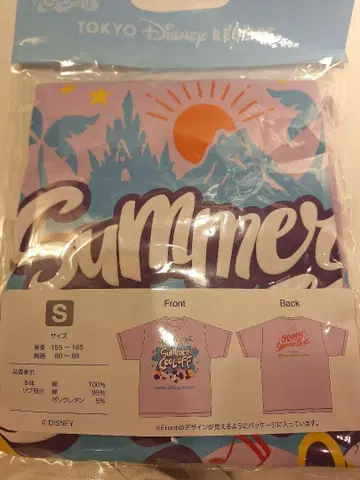 TOKYO Disney RESORT
Summer
S
サイズ
身長 155 ~ 165
胸囲 80 ~ 88
品質表示
本体 綿 100%
リブ部分 綿 95%
ポリウレタン 5%
©DISNEY
Front
Back
SUMMER
COOL OFF
※Frontのデザインが見えるようにパッケージに入っています。